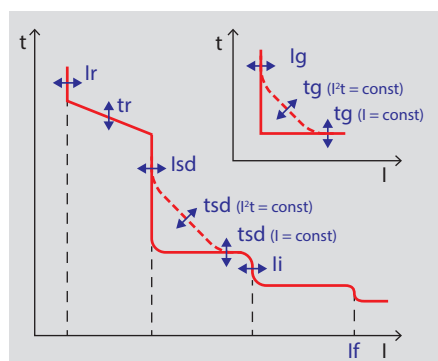 t
Ir
tr
Isd
tsd (I²t = const)
tsd (I = const)
Ii
If
I
t
Ig
tg (I²t = const)
tg (I = const)
I